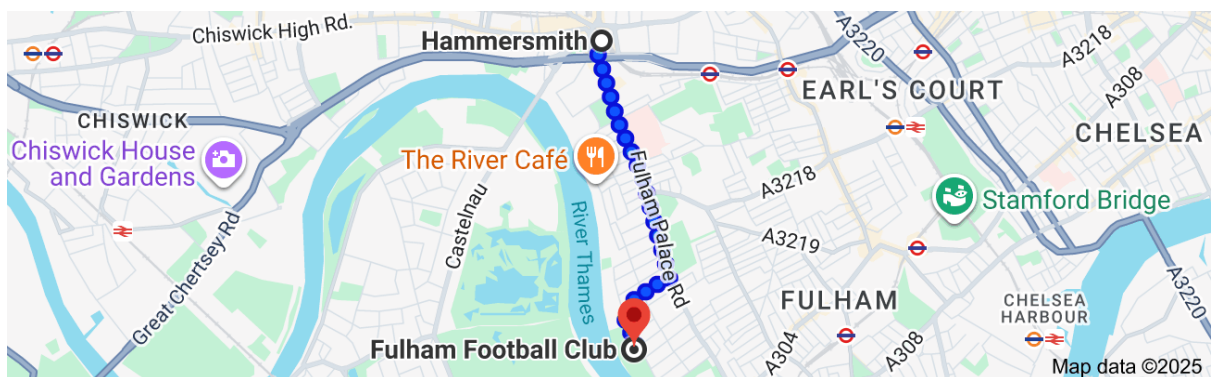 Chiswick High Rd.
Hammersmith
A3220
A3218
A308
EARL'S COURT
CHISWICK
CHELSEA
Chiswick House
and Gardens
The River Café
Fulham Palace Rd
A3218
Stamford Bridge
Castelnau
River Thames
Great Chertsey Rd
A3219
FULHAM
CHELSEA
HARBOUR
A3220
A304
A308
Fulham Football Club
Map data ©2025